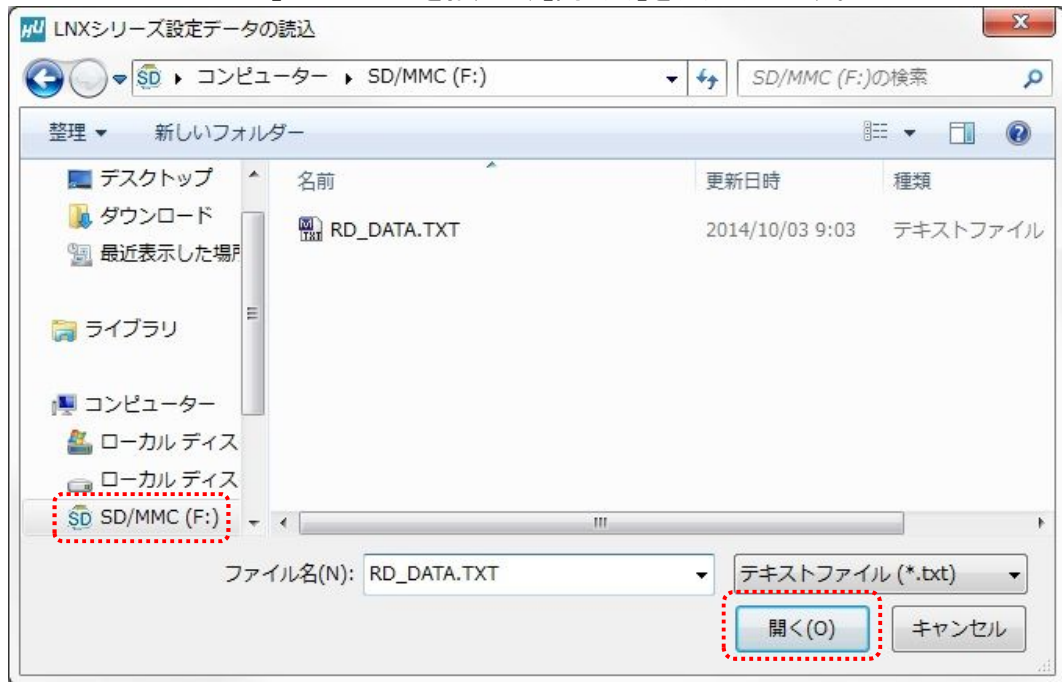 LNXシリーズ設定データの読込
コンピューター ▸ SD/MMC (F:)
SD/MMC (F:)の検索
整理 新しいフォルダー
名前 更新日時 種類
RD_DATA.TXT 2014/10/03 9:03 テキストファイル
デスクトップ
ダウンロード
最近表示した場所
ライブラリ
コンピューター
ローカル ディス
ローカル ディス
SD/MMC (F:)
ファイル名(N): RD_DATA.TXT テキストファイル (*.txt)
開く(O) キャンセル